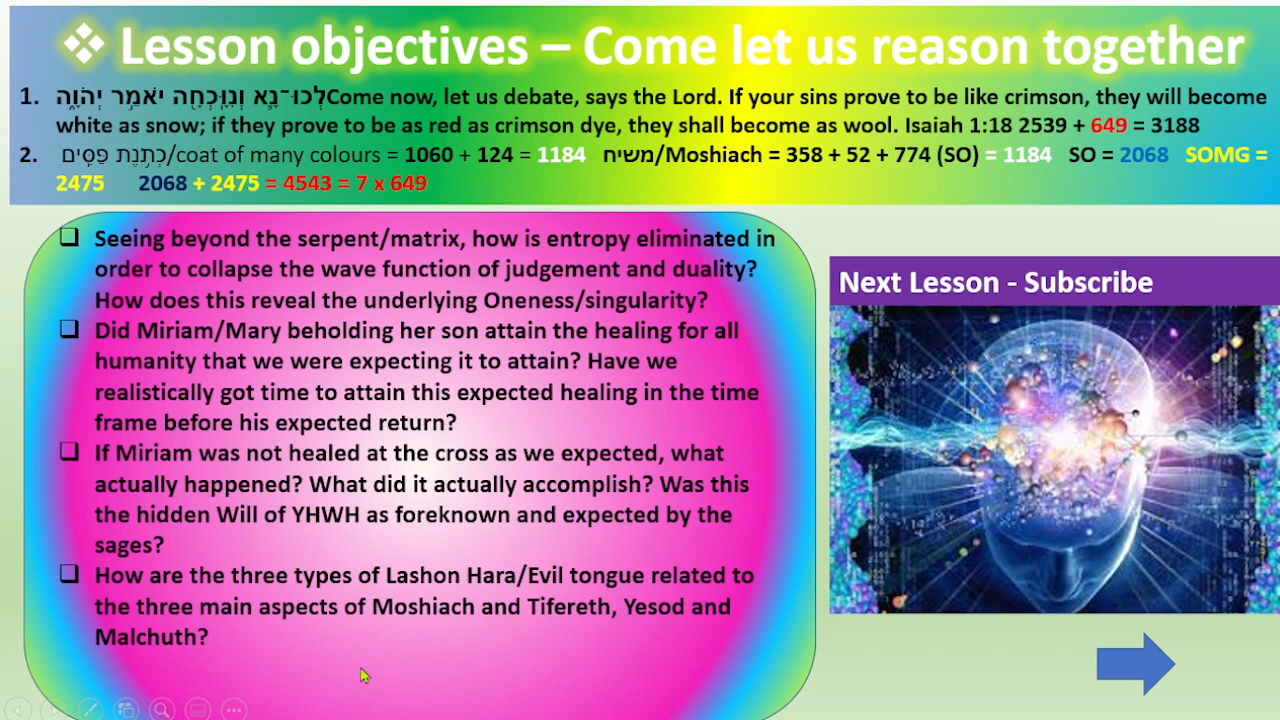 ❖ Lesson objectives – Come let us reason together
1. לְכוּ־נָ֛א וְנִוָּֽכְחָ֖ה יֹאמַ֣ר יְהֹוָ֑ה Come now, let us debate, says the Lord. If your sins prove to be like crimson, they will become
white as snow; if they prove to be as red as crimson dye, they shall become as wool. Isaiah 1:18 2539 + 649 = 3188
2. כְּתֹ֥נֶת פַּסִּֽים/coat of many colours = 1060 + 124 = 1184 משיח/Moshiach = 358 + 52 + 774 (SO) = 1184 SO = 2068 SOMG =
2475 2068 + 2475 = 4543 = 7 x 649
❑ Seeing beyond the serpent/matrix, how is entropy eliminated in
order to collapse the wave function of judgement and duality?
How does this reveal the underlying Oneness/singularity?
❑ Did Miriam/Mary beholding her son attain the healing for all
humanity that we were expecting it to attain? Have we
realistically got time to attain this expected healing in the time
frame before his expected return?
❑ If Miriam was not healed at the cross as we expected, what
actually happened? What did it actually accomplish? Was this
the hidden Will of YHWH as foreknown and expected by the
sages?
❑ How are the three types of Lashon Hara/Evil tongue related to
the three main aspects of Moshiach and Tifereth, Yesod and
Malchuth?
Next Lesson - Subscribe